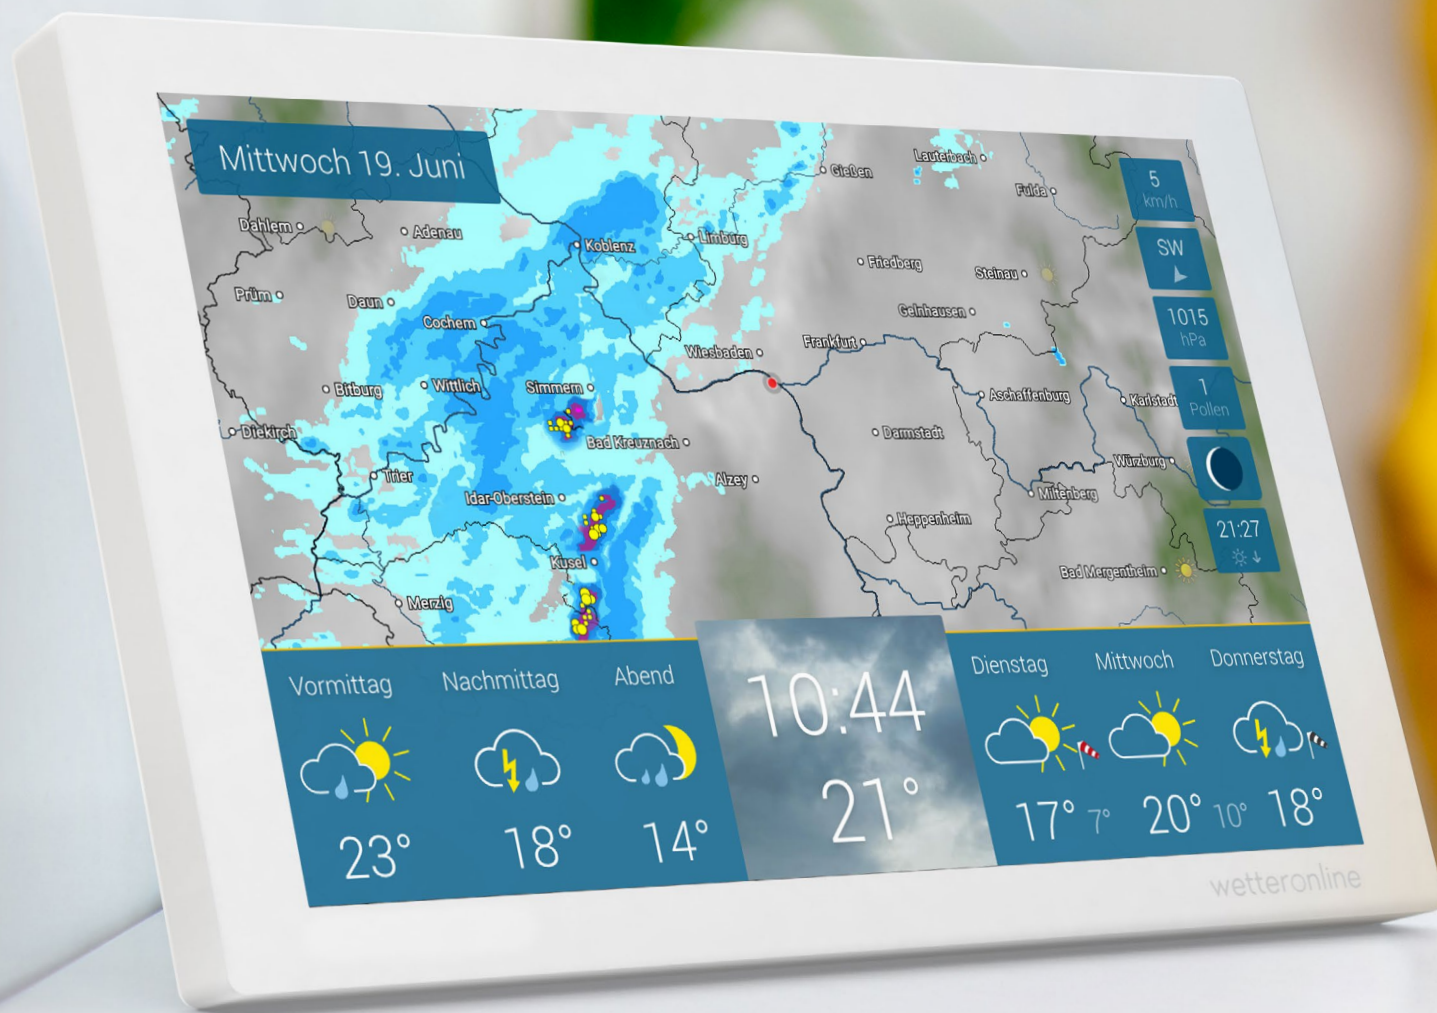 Mittwoch 19. Juni
Lauterbach
Gießen
Fulda
5
km/h
Dahlem
Adenau
Koblenz
Limburg
SW
Friedberg
Steinau
Prüm
Daun
Gelnhausen
1015
hPa
Cochem
Wiesbaden
Frankfurt
Bitburg
Wittlich
Simmern
Aschaffenburg
Karlstadt
1
Pollen
Diekirch
Bad Kreuznach
Darmstadt
Würzburg
Trier
Alzey
Idar-Oberstein
Miltenberg
Heppenheim
21:27
Kusel
Bad Mergentheim
Merzig
Vormittag
Nachmittag
Abend
23°
18°
14°
10:44
21°
Dienstag
Mittwoch
Donnerstag
17° 7°
20° 10°
18°
wetteronline